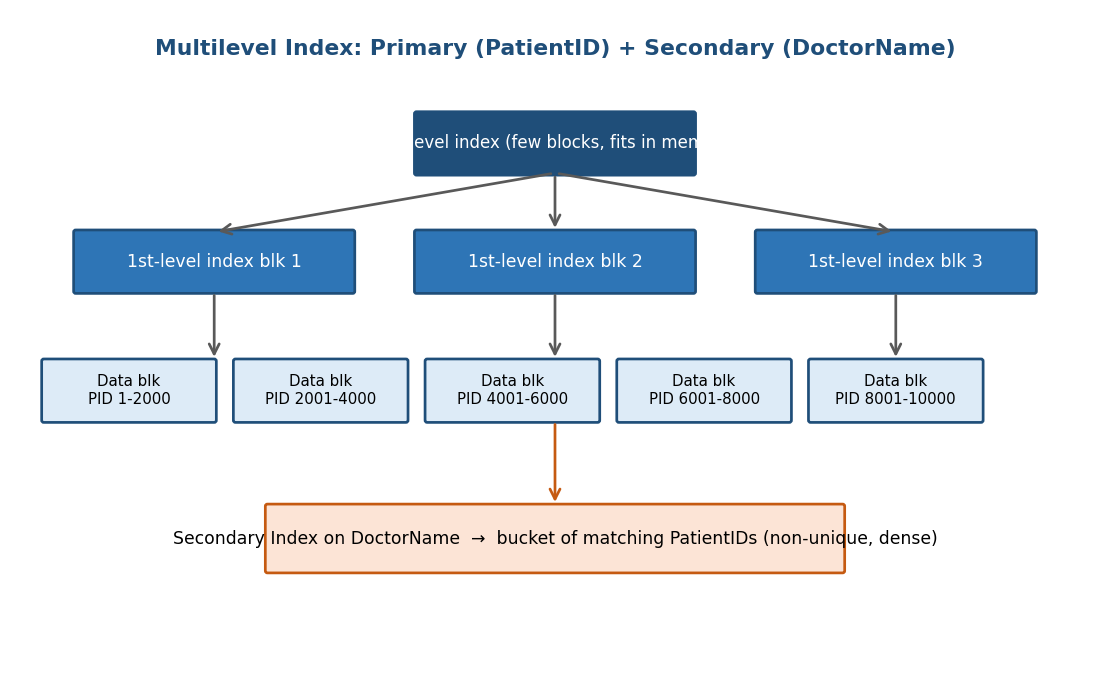 Multilevel Index: Primary (PatientID) + Secondary (DoctorName)
evel index (few blocks, fits in mem
1st-level index blk 1
1st-level index blk 2
1st-level index blk 3
Data blk
PID 1-2000
Data blk
PID 2001-4000
Data blk
PID 4001-6000
Data blk
PID 6001-8000
Data blk
PID 8001-10000
Secondary Index on DoctorName → bucket of matching PatientIDs (non-unique, dense)